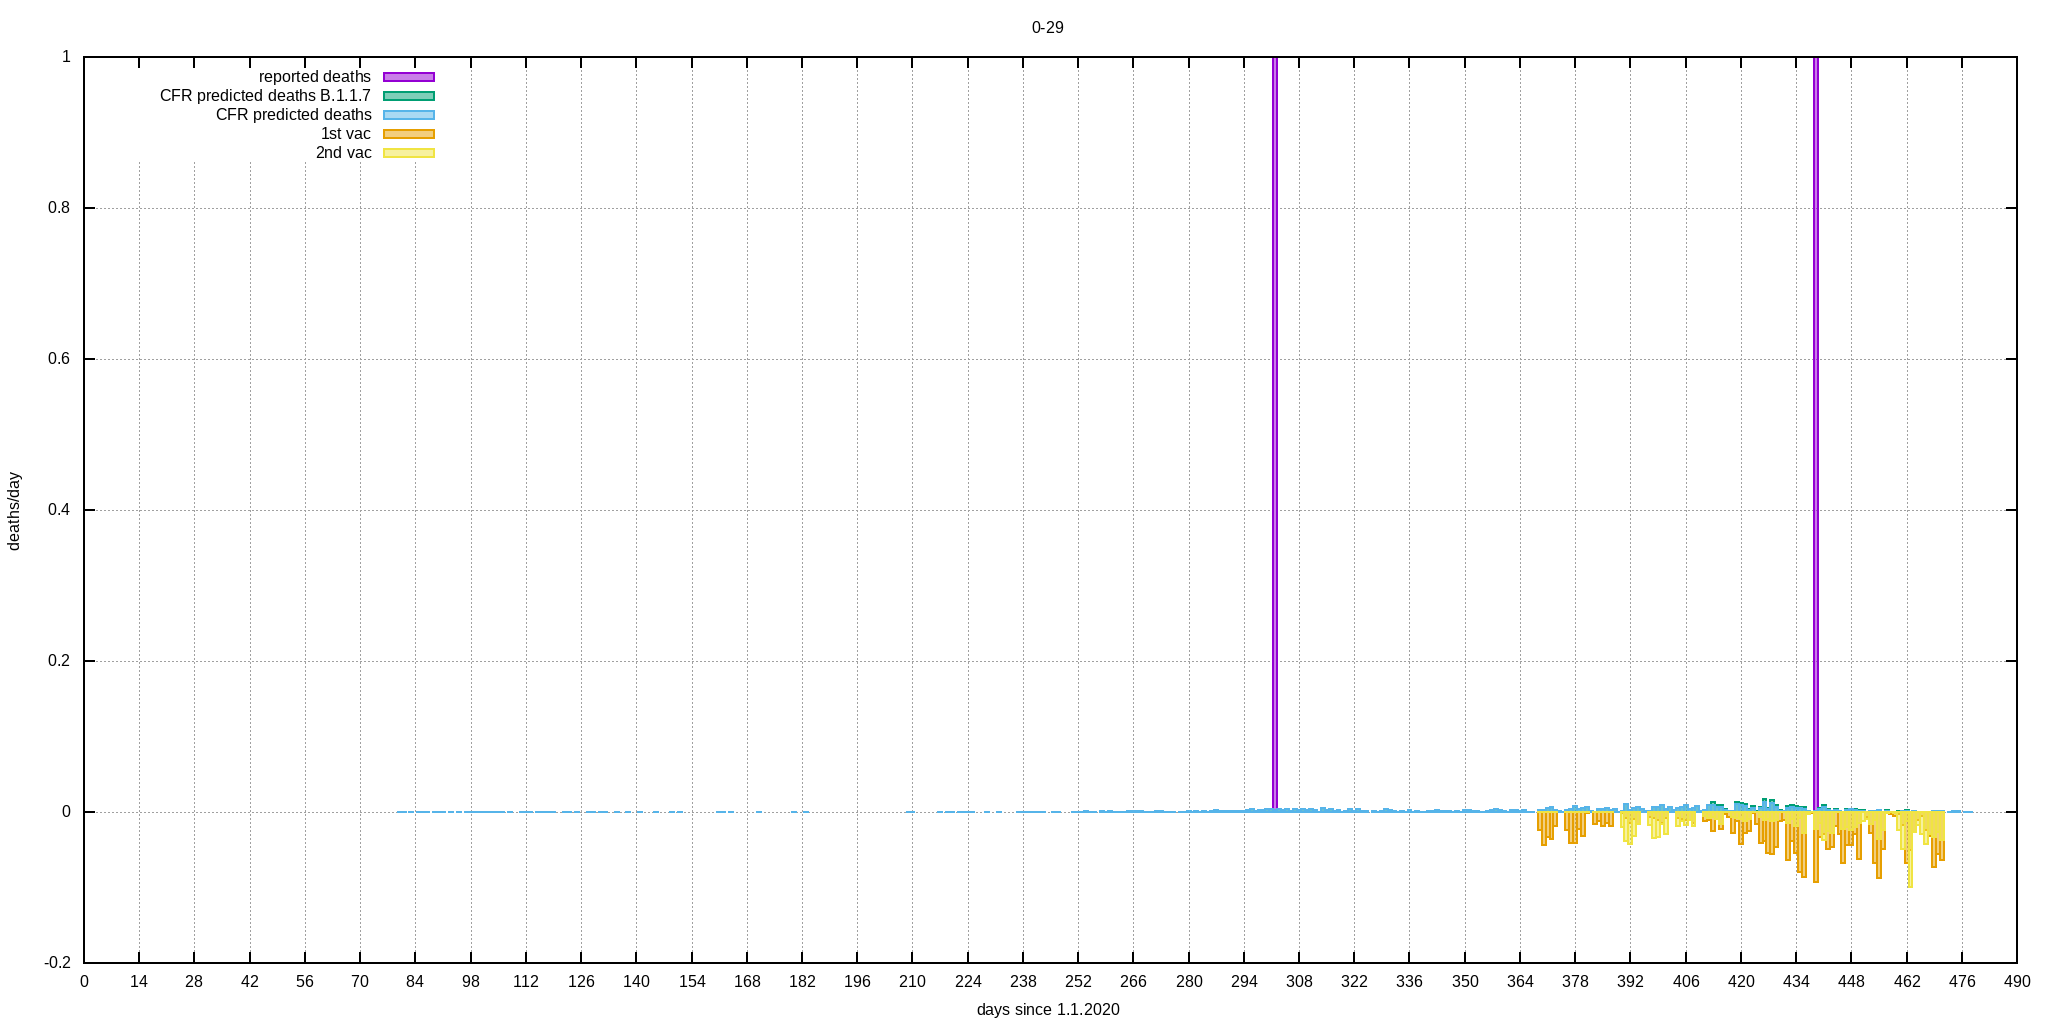 0-29
1
reported deaths
CFR predicted deaths B.1.1.7
CFR predicted deaths
1st vac
2nd vac
0.8
0.6
0.4
0.2
0
-0.2
deaths/day
0 14 28 42 56 70 84 98 112 126 140 154 168 182 196 210 224 238 252 266 280 294 308 322 336 350 364 378 392 406 420 434 448 462 476 490
days since 1.1.2020